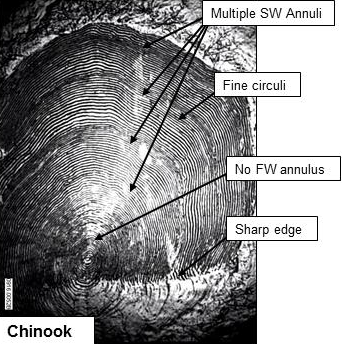 Multiple SW Annuli
Fine circuli
No FW annulus
Sharp edge
Chinook